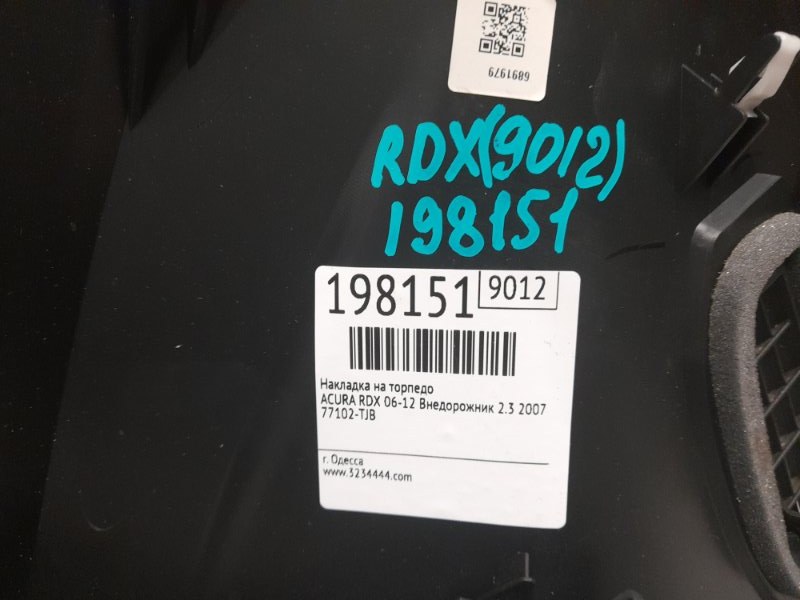 6891979
RDX(9012)
198151
198151 9012
Накладка на торпедо
ACURA RDX 06-12 Внедорожник 2.3 2007
77102-TJB
г. Одесса
www.3234444.com